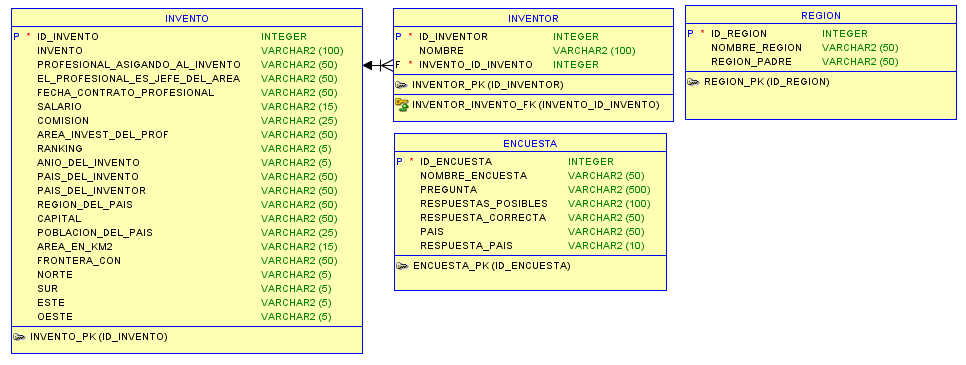 INVENTO
P * ID_INVENTO INTEGER
INVENTO VARCHAR2 (100)
PROFESIONAL_ASIGANDO_AL_INVENTO VARCHAR2 (50)
EL_PROFESIONAL_ES_JEFE_DEL_AREA VARCHAR2 (50)
FECHA_CONTRATO_PROFESIONAL VARCHAR2 (50)
SALARIO VARCHAR2 (15)
COMISION VARCHAR2 (25)
AREA_INVEST_DEL_PROF VARCHAR2 (50)
RANKING VARCHAR2 (5)
ANIO_DEL_INVENTO VARCHAR2 (5)
PAIS_DEL_INVENTO VARCHAR2 (50)
PAIS_DEL_INVENTOR VARCHAR2 (50)
REGION_DEL_PAIS VARCHAR2 (50)
CAPITAL VARCHAR2 (50)
POBLACION_DEL_PAIS VARCHAR2 (25)
AREA_EN_KM2 VARCHAR2 (15)
FRONTERA_CON VARCHAR2 (50)
NORTE VARCHAR2 (5)
SUR VARCHAR2 (5)
ESTE VARCHAR2 (5)
OESTE VARCHAR2 (5)
INVENTO_PK (ID_INVENTO)
INVENTOR
P * ID_INVENTOR INTEGER
NOMBRE VARCHAR2 (100)
F * INVENTO_ID_INVENTO INTEGER
INVENTOR_PK (ID_INVENTOR)
INVENTOR_INVENTO_FK (INVENTO_ID_INVENTO)
ENCUESTA
P * ID_ENCUESTA INTEGER
NOMBRE_ENCUESTA VARCHAR2 (50)
PREGUNTA VARCHAR2 (500)
RESPUESTAS_POSIBLES VARCHAR2 (100)
RESPUESTA_CORRECTA VARCHAR2 (50)
PAIS VARCHAR2 (50)
RESPUESTA_PAIS VARCHAR2 (10)
ENCUESTA_PK (ID_ENCUESTA)
REGION
P * ID_REGION INTEGER
NOMBRE_REGION VARCHAR2 (50)
REGION_PADRE VARCHAR2 (50)
REGION_PK (ID_REGION)